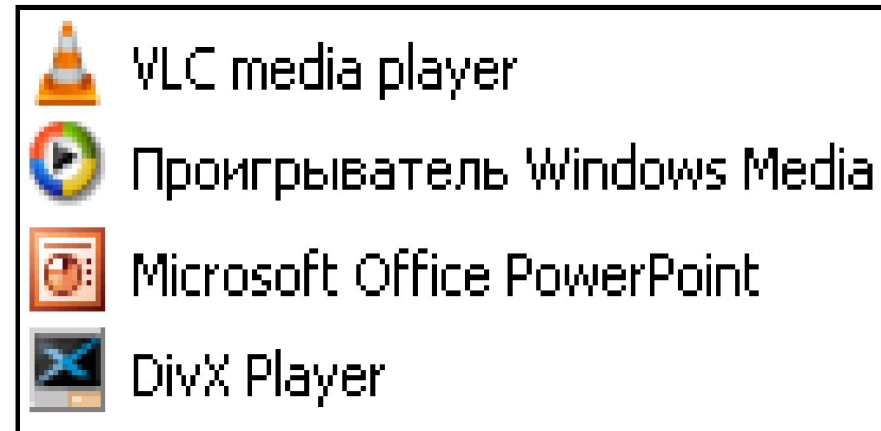 VLC media player
Проигрыватель Windows Media
Microsoft Office PowerPoint
DivX Player